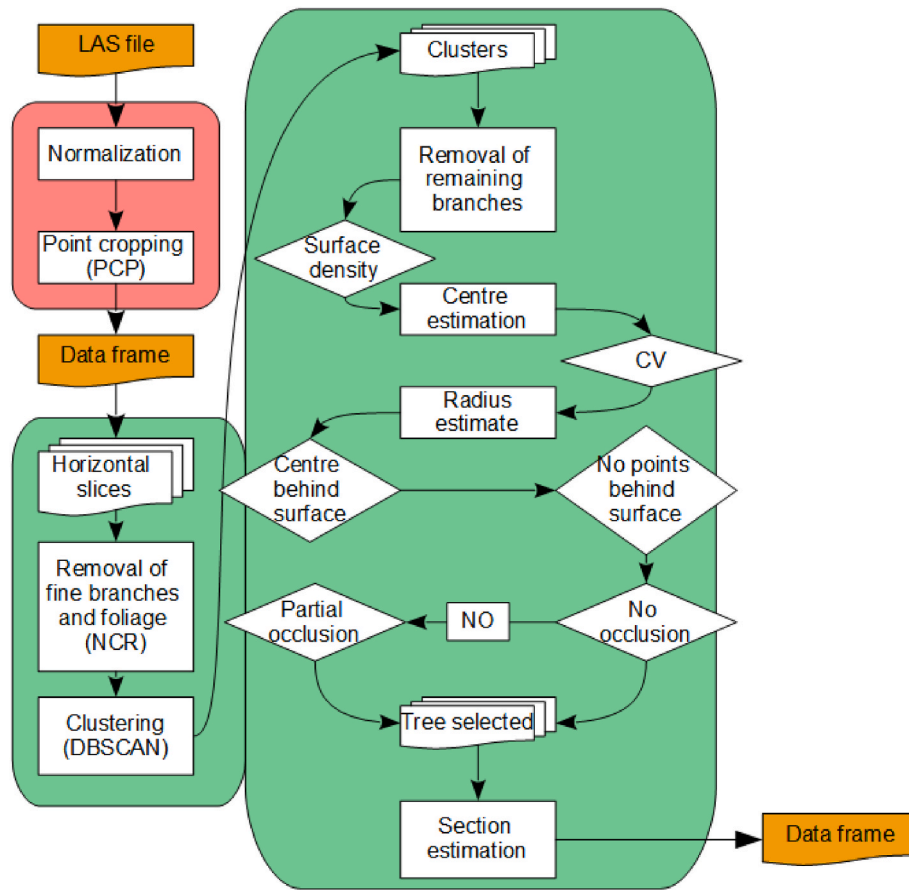 LAS file
Normalization
Point cropping
(PCP)
Data frame
Horizontal
slices
Removal of
fine branches
and foliage
(NCR)
Clustering
(DBSCAN)
Clusters
Removal of
remaining
branches
Surface
density
Centre
estimation
CV
Radius
estimate
Centre
behind
surface
No points
behind
surface
No
occlusion
NO
Partial
occlusion
Tree selected
Section
estimation
Data frame